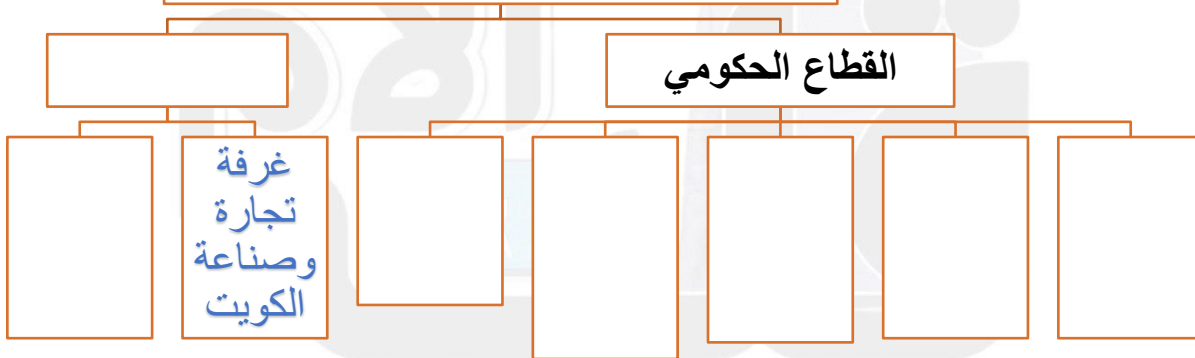 القطاع الحكومي
غرفة
تجارة
وصناعة
الكويت